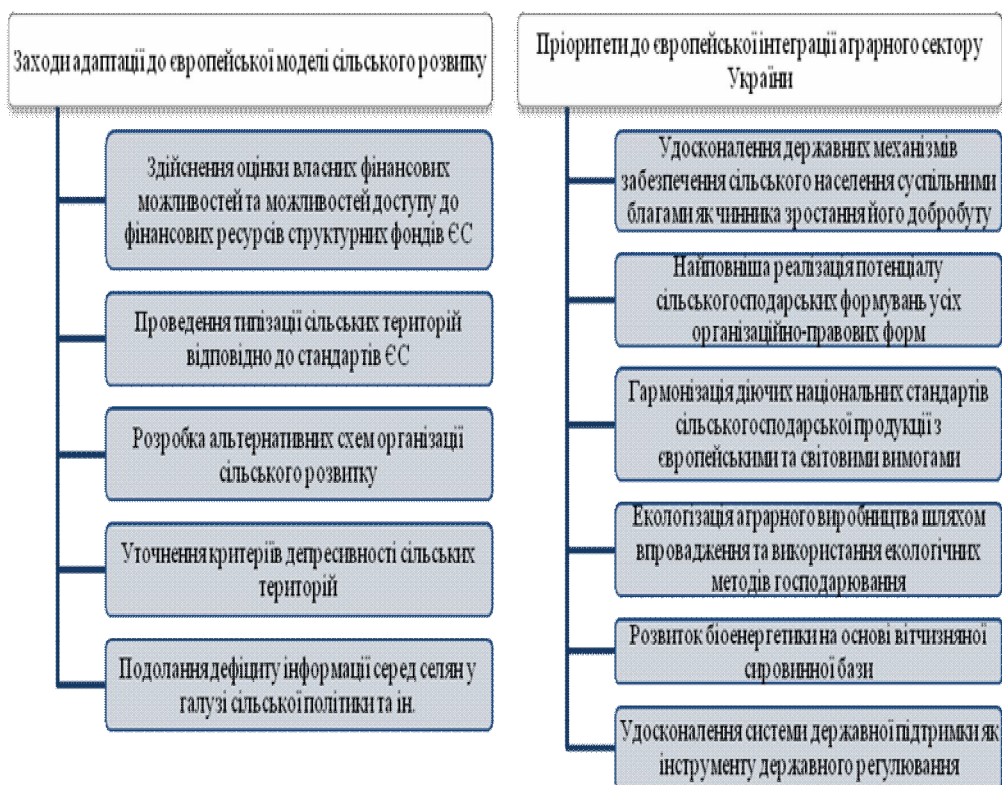 Заходи адаптації до європейської моделі сільського розвитку
Здійснення оцінки власних фінансових
можливостей та можливостей доступу до
фінансових ресурсів структурних фондів ЄС
Проведення типізації сільських територій
відповідно до стандартів ЄС
Розробка альтернативних схем організації
сільського розвитку
Уточнення критеріїв депресивності сільських
територій
Подолання дефіциту інформації серед селян у
галузі сільської політики та ін.
Пріоритети до європейської інтеграції аграрного сектору
України
Удосконалення державних механізмів
забезпечення сільського населення суспільними
благами як чинника зростання його добробуту
Найповніша реалізація потенціалу
сільськогосподарських формувань усіх
організаційно-правових форм
Гармонізація діючих національних стандартів
сільськогосподарської продукції з
європейськими та світовими вимогами
Екологізація аграрного виробництва шляхом
впровадження та використання екологічних
методів господарювання
Розвиток біоенергетики на основі вітчизняної
сировинної бази
Удосконалення системи державної підтримки як
інструменту державного регулювання